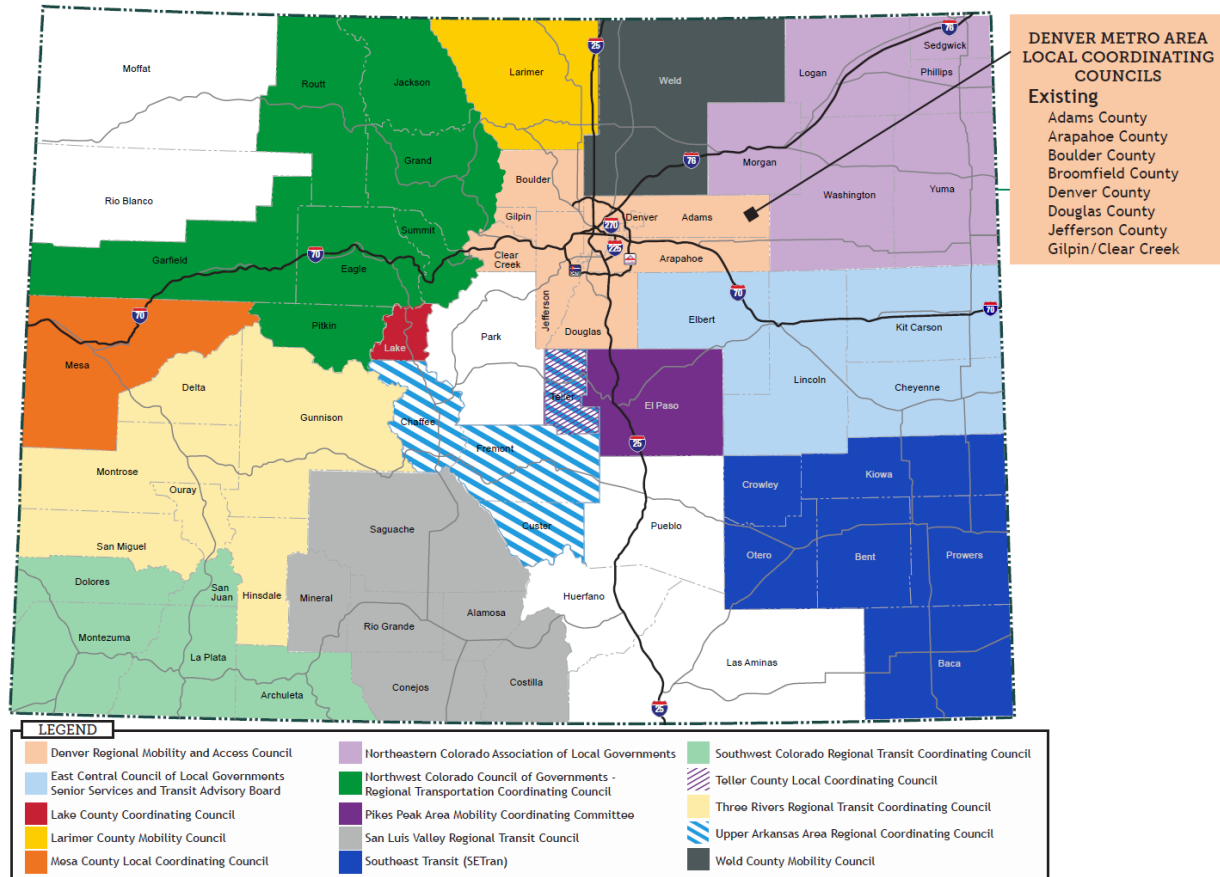 Moffat
Routt
Jackson
Larimer
25
Weld
Logan
76
Sedgwick
Phillips
Grand
Boulder
76
Morgan
Washington
Yuma
Rio Blanco
Gilpin
270
Denver
Adams
Summit
Garfield
70
Eagle
Clear
Creek
225
Arapahoe
70
Mesa
Pitkin
Lake
Park
Jefferson
Douglas
Elbert
70
Kit Carson
70
Delta
Gunnison
Chaffee
Teller
El Paso
Lincoln
Cheyenne
Fremont
25
Montrose
Ouray
Crowley
Kiowa
San Miguel
Saguache
Custer
Pueblo
Otero
Bent
Prowers
Dolores
San
Juan
Hinsdale
Mineral
Huerfano
Alamosa
Rio Grande
Montezuma
La Plata
Archuleta
Conejos
Costilla
Las Aminas
Baca
25
DENVER METRO AREA
LOCAL COORDINATING
COUNCILS
Existing
Adams County
Arapahoe County
Boulder County
Broomfield County
Denver County
Douglas County
Jefferson County
Gilpin/Clear Creek
LEGEND
Denver Regional Mobility and Access Council
East Central Council of Local Governments
Senior Services and Transit Advisory Board
Lake County Coordinating Council
Larimer County Mobility Council
Mesa County Local Coordinating Council
Northeastern Colorado Association of Local Governments
Northwest Colorado Council of Governments -
Regional Transportation Coordinating Council
Pikes Peak Area Mobility Coordinating Committee
San Luis Valley Regional Transit Council
Southeast Transit (SETran)
Southwest Colorado Regional Transit Coordinating Council
Teller County Local Coordinating Council
Three Rivers Regional Transit Coordinating Council
Upper Arkansas Area Regional Coordinating Council
Weld County Mobility Council